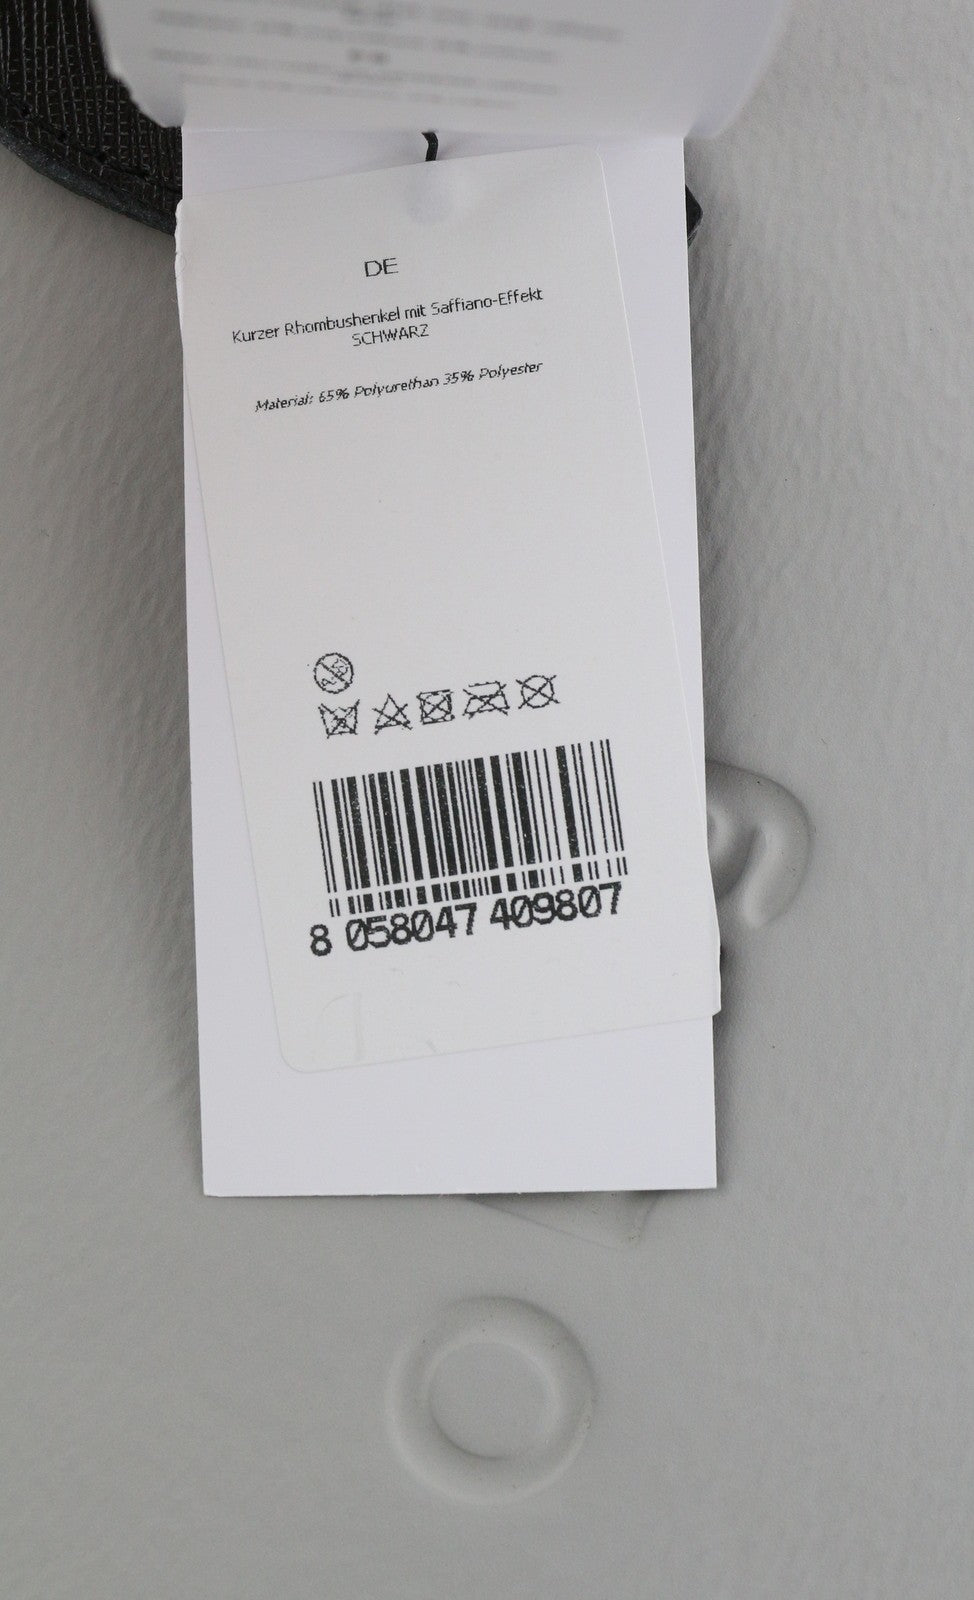 DE
Kurzer Rhombushenkel mit Saffiano-Effekt
SCHWARZ
Material: 65% Polyurethan 35% Polyester
8 058047 409807